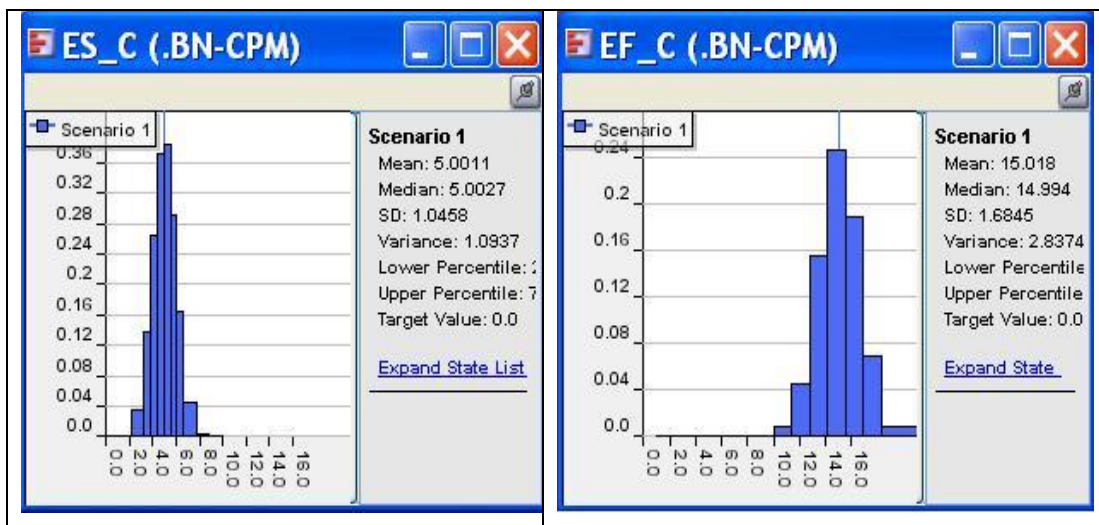 ES_C (.BN-CPM)
Scenario 1
0.36
0.32
0.28
0.24
0.2
0.16
0.12
0.08
0.04
0.0
0.0
2.0
4.0
6.0
8.0
10.0
12.0
14.0
16.0
Scenario 1
Mean: 5.0011
Median: 5.0027
SD: 1.0458
Variance: 1.0937
Lower Percentile:
Upper Percentile: 7
Target Value: 0.0
Expand State List
EF_C (.BN-CPM)
Scenario 1
0.24
0.2
0.16
0.12
0.08
0.04
0.0
0.0
2.0
4.0
6.0
8.0
10.0
12.0
14.0
16.0
Scenario 1
Mean: 15.018
Median: 14.994
SD: 1.6845
Variance: 2.8374
Lower Percentile
Upper Percentile
Target Value: 0.0
Expand State